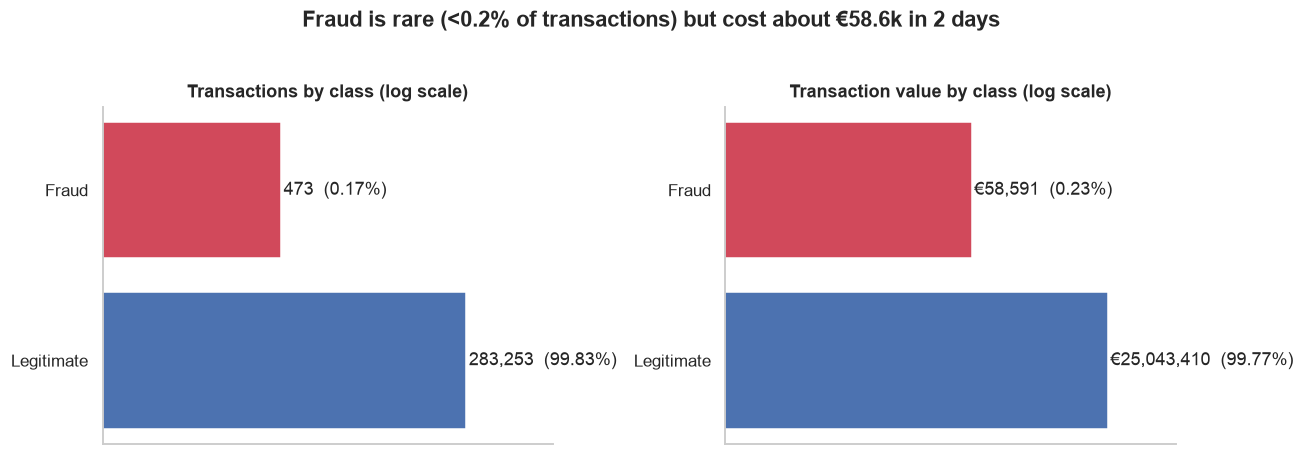 Fraud is rare (<0.2% of transactions) but cost about €58.6k in 2 days
Transactions by class (log scale)
Fraud
473 (0.17%)
Legitimate
283,253 (99.83%)
Transaction value by class (log scale)
Fraud
€58,591 (0.23%)
Legitimate
€25,043,410 (99.77%)